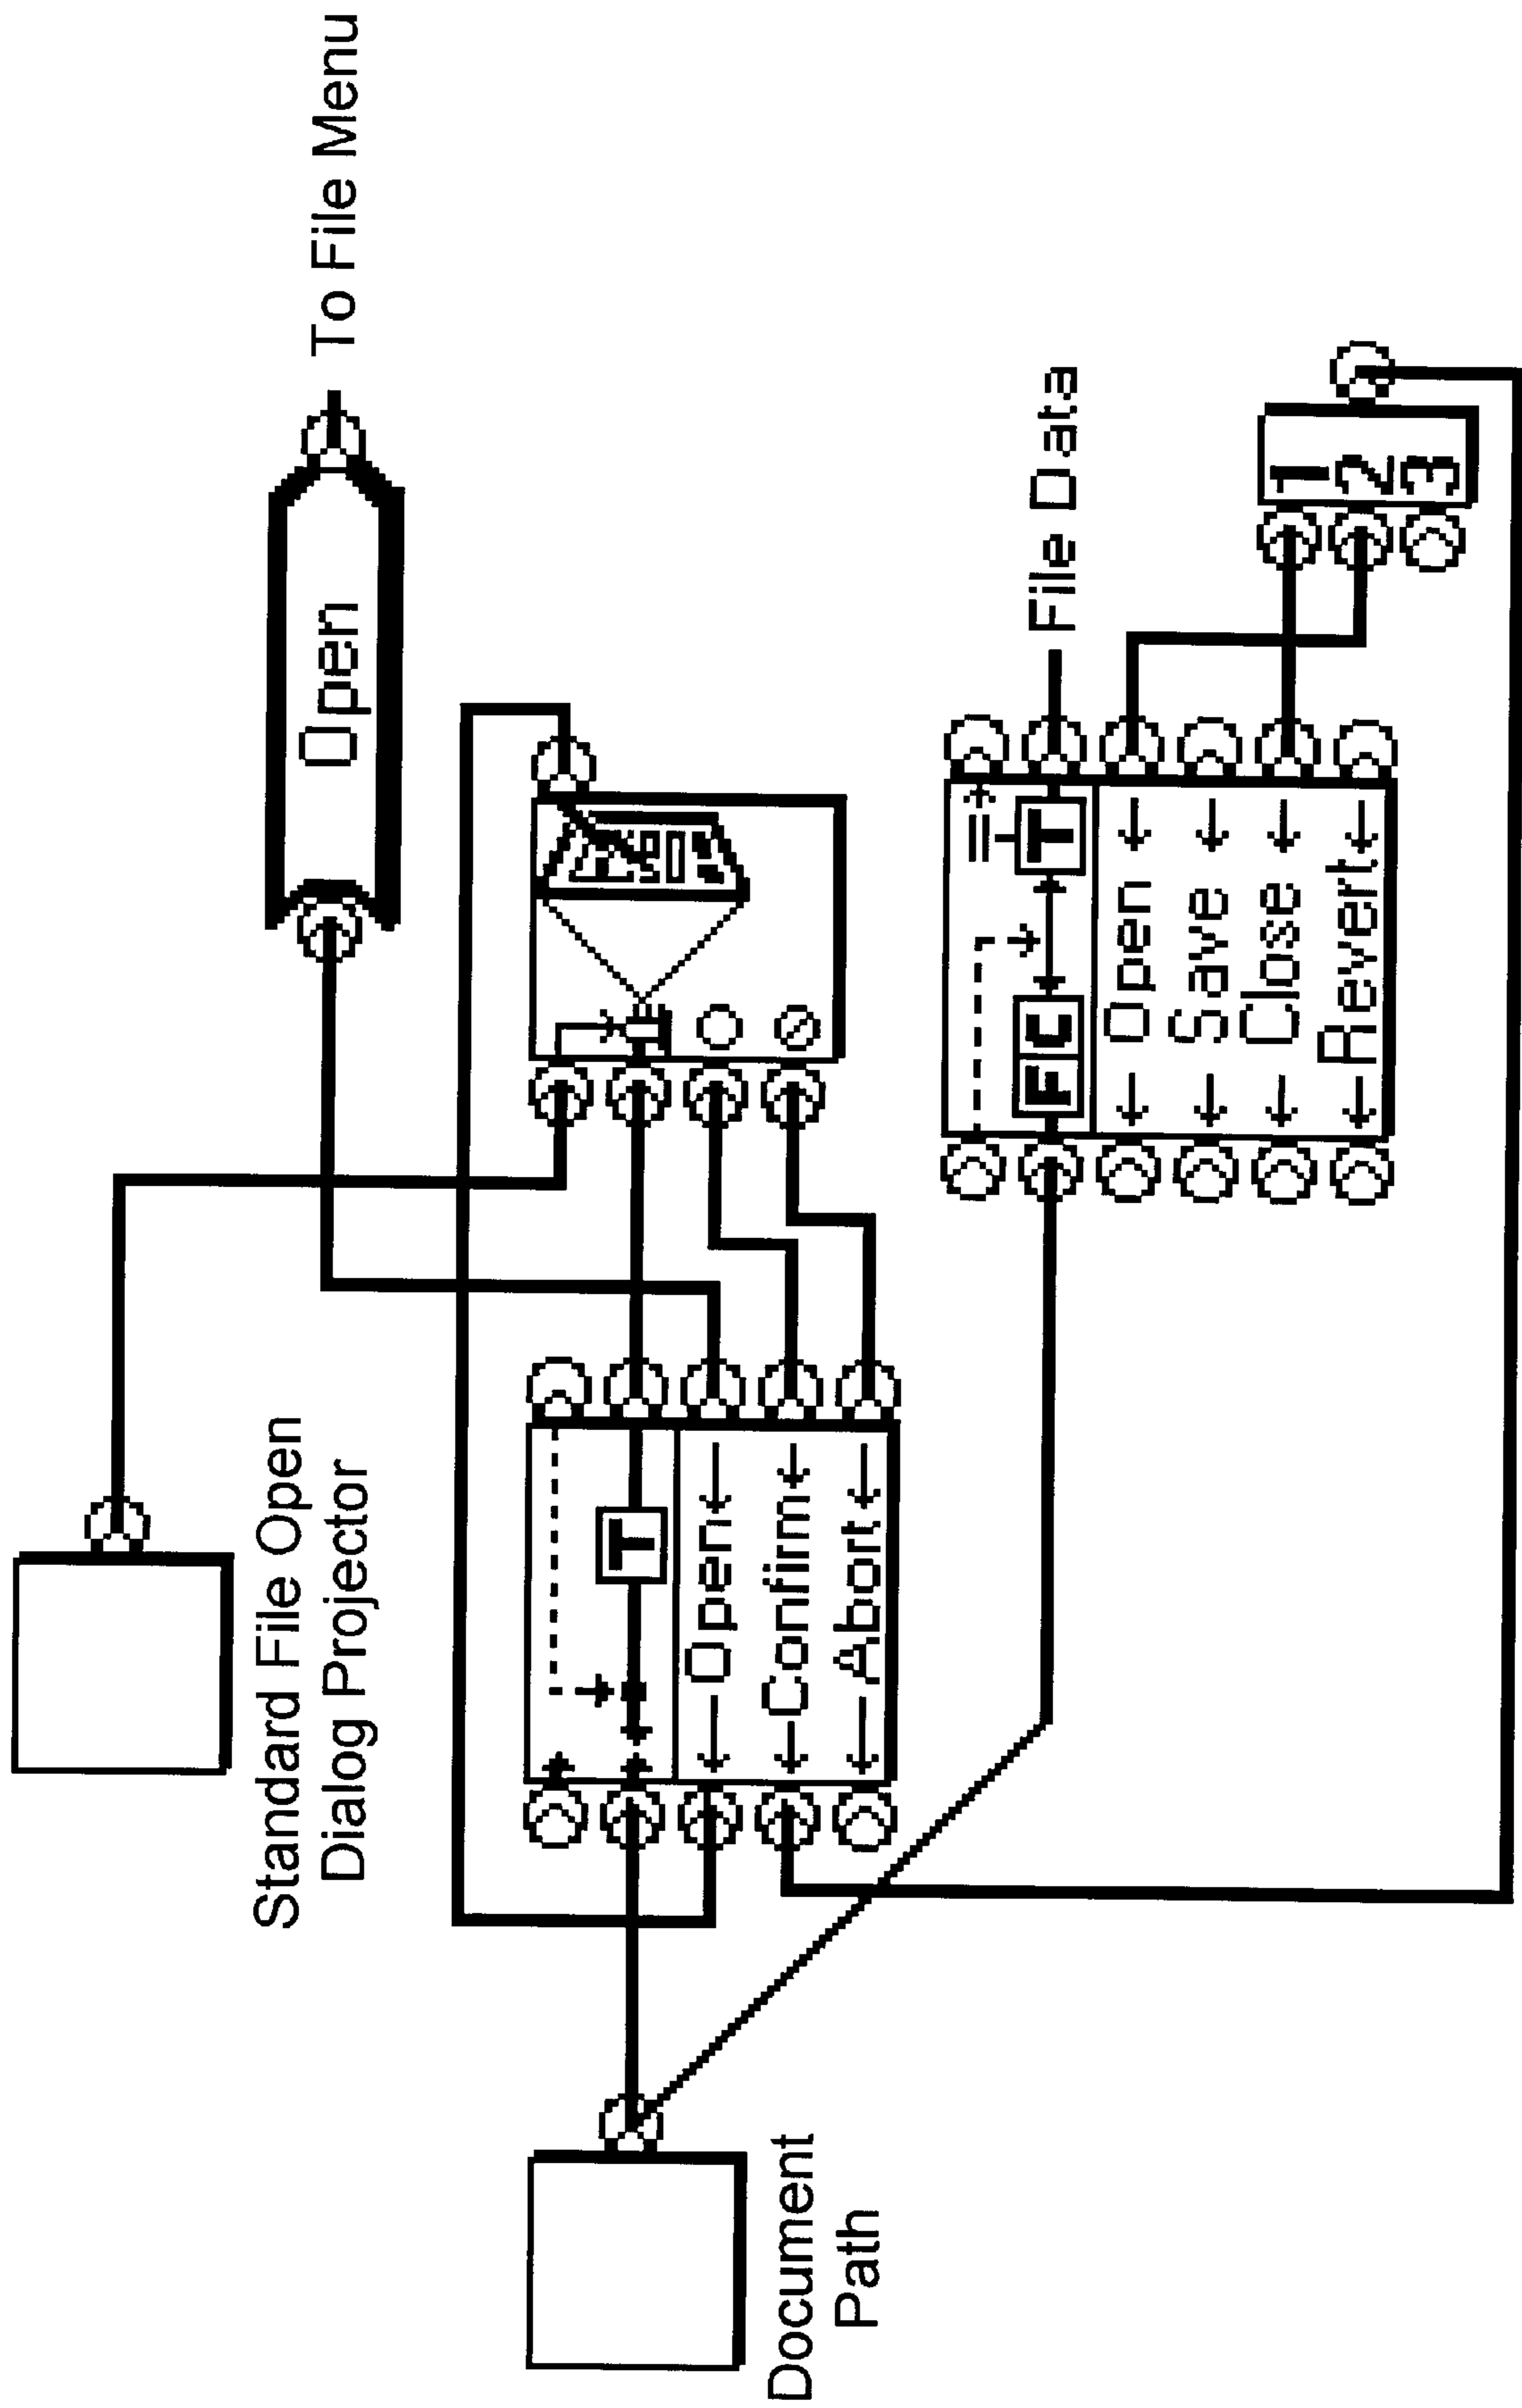 Standard File Open
Dialog Projector
Open
To File Menu
Document
Path
T
Open
Confirm
Abort
F C
T
File Data
Open
Save
Close
Revert
1
2
3